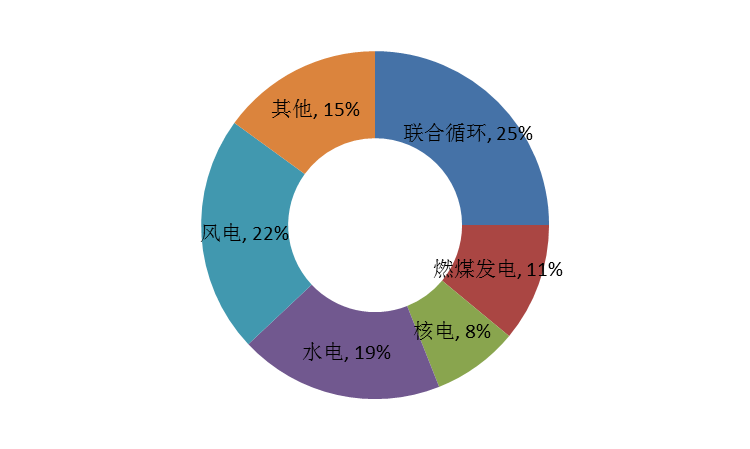 其他, 15%
联合循环, 25%
风电, 22%
燃煤发电, 11%
核电, 8%
水电, 19%